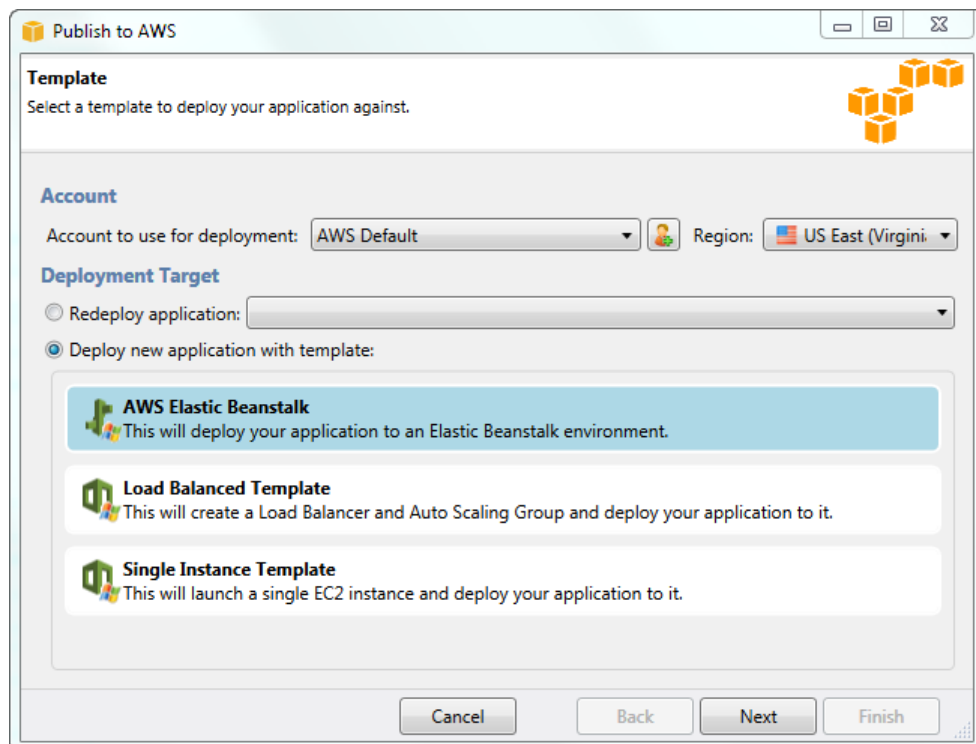 Publish to AWS
Template
Select a template to deploy your application against.
Account
Account to use for deployment: AWS Default Region: US East (Virgini
Deployment Target
Redeploy application:
Deploy new application with template:
AWS Elastic Beanstalk
This will deploy your application to an Elastic Beanstalk environment.
Load Balanced Template
This will create a Load Balancer and Auto Scaling Group and deploy your application to it.
Single Instance Template
This will launch a single EC2 instance and deploy your application to it.
Cancel Back Next Finish